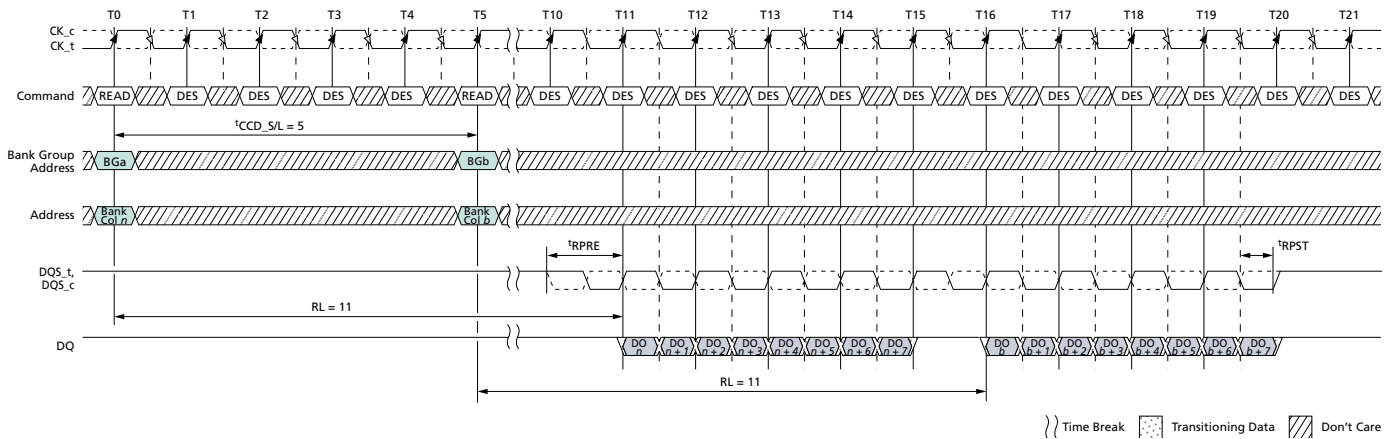 T0 T1 T2 T3 T4 T5 T10 T11 T12 T13 T14 T15 T16 T17 T18 T19 T20 T21
CK_c
CK_t
Command READ DES DES DES DES READ DES DES DES DES DES DES DES DES DES DES DES DES
tCCD_S/L = 5
Bank Group
Address
BGa BGb
Address
Bank
Col n
Bank
Col b
tRPRE tRPST
DQS_t,
DQS_c
RL = 11
DQ
DO
n
DO
n + 1
DO
n + 2
DO
n + 3
DO
n + 4
DO
n + 5
DO
n + 6
DO
n + 7
DO
b
DO
b + 1
DO
b + 2
DO
b + 3
DO
b + 4
DO
b + 5
DO
b + 6
DO
b + 7
RL = 11
Time Break Transitioning Data Don't Care